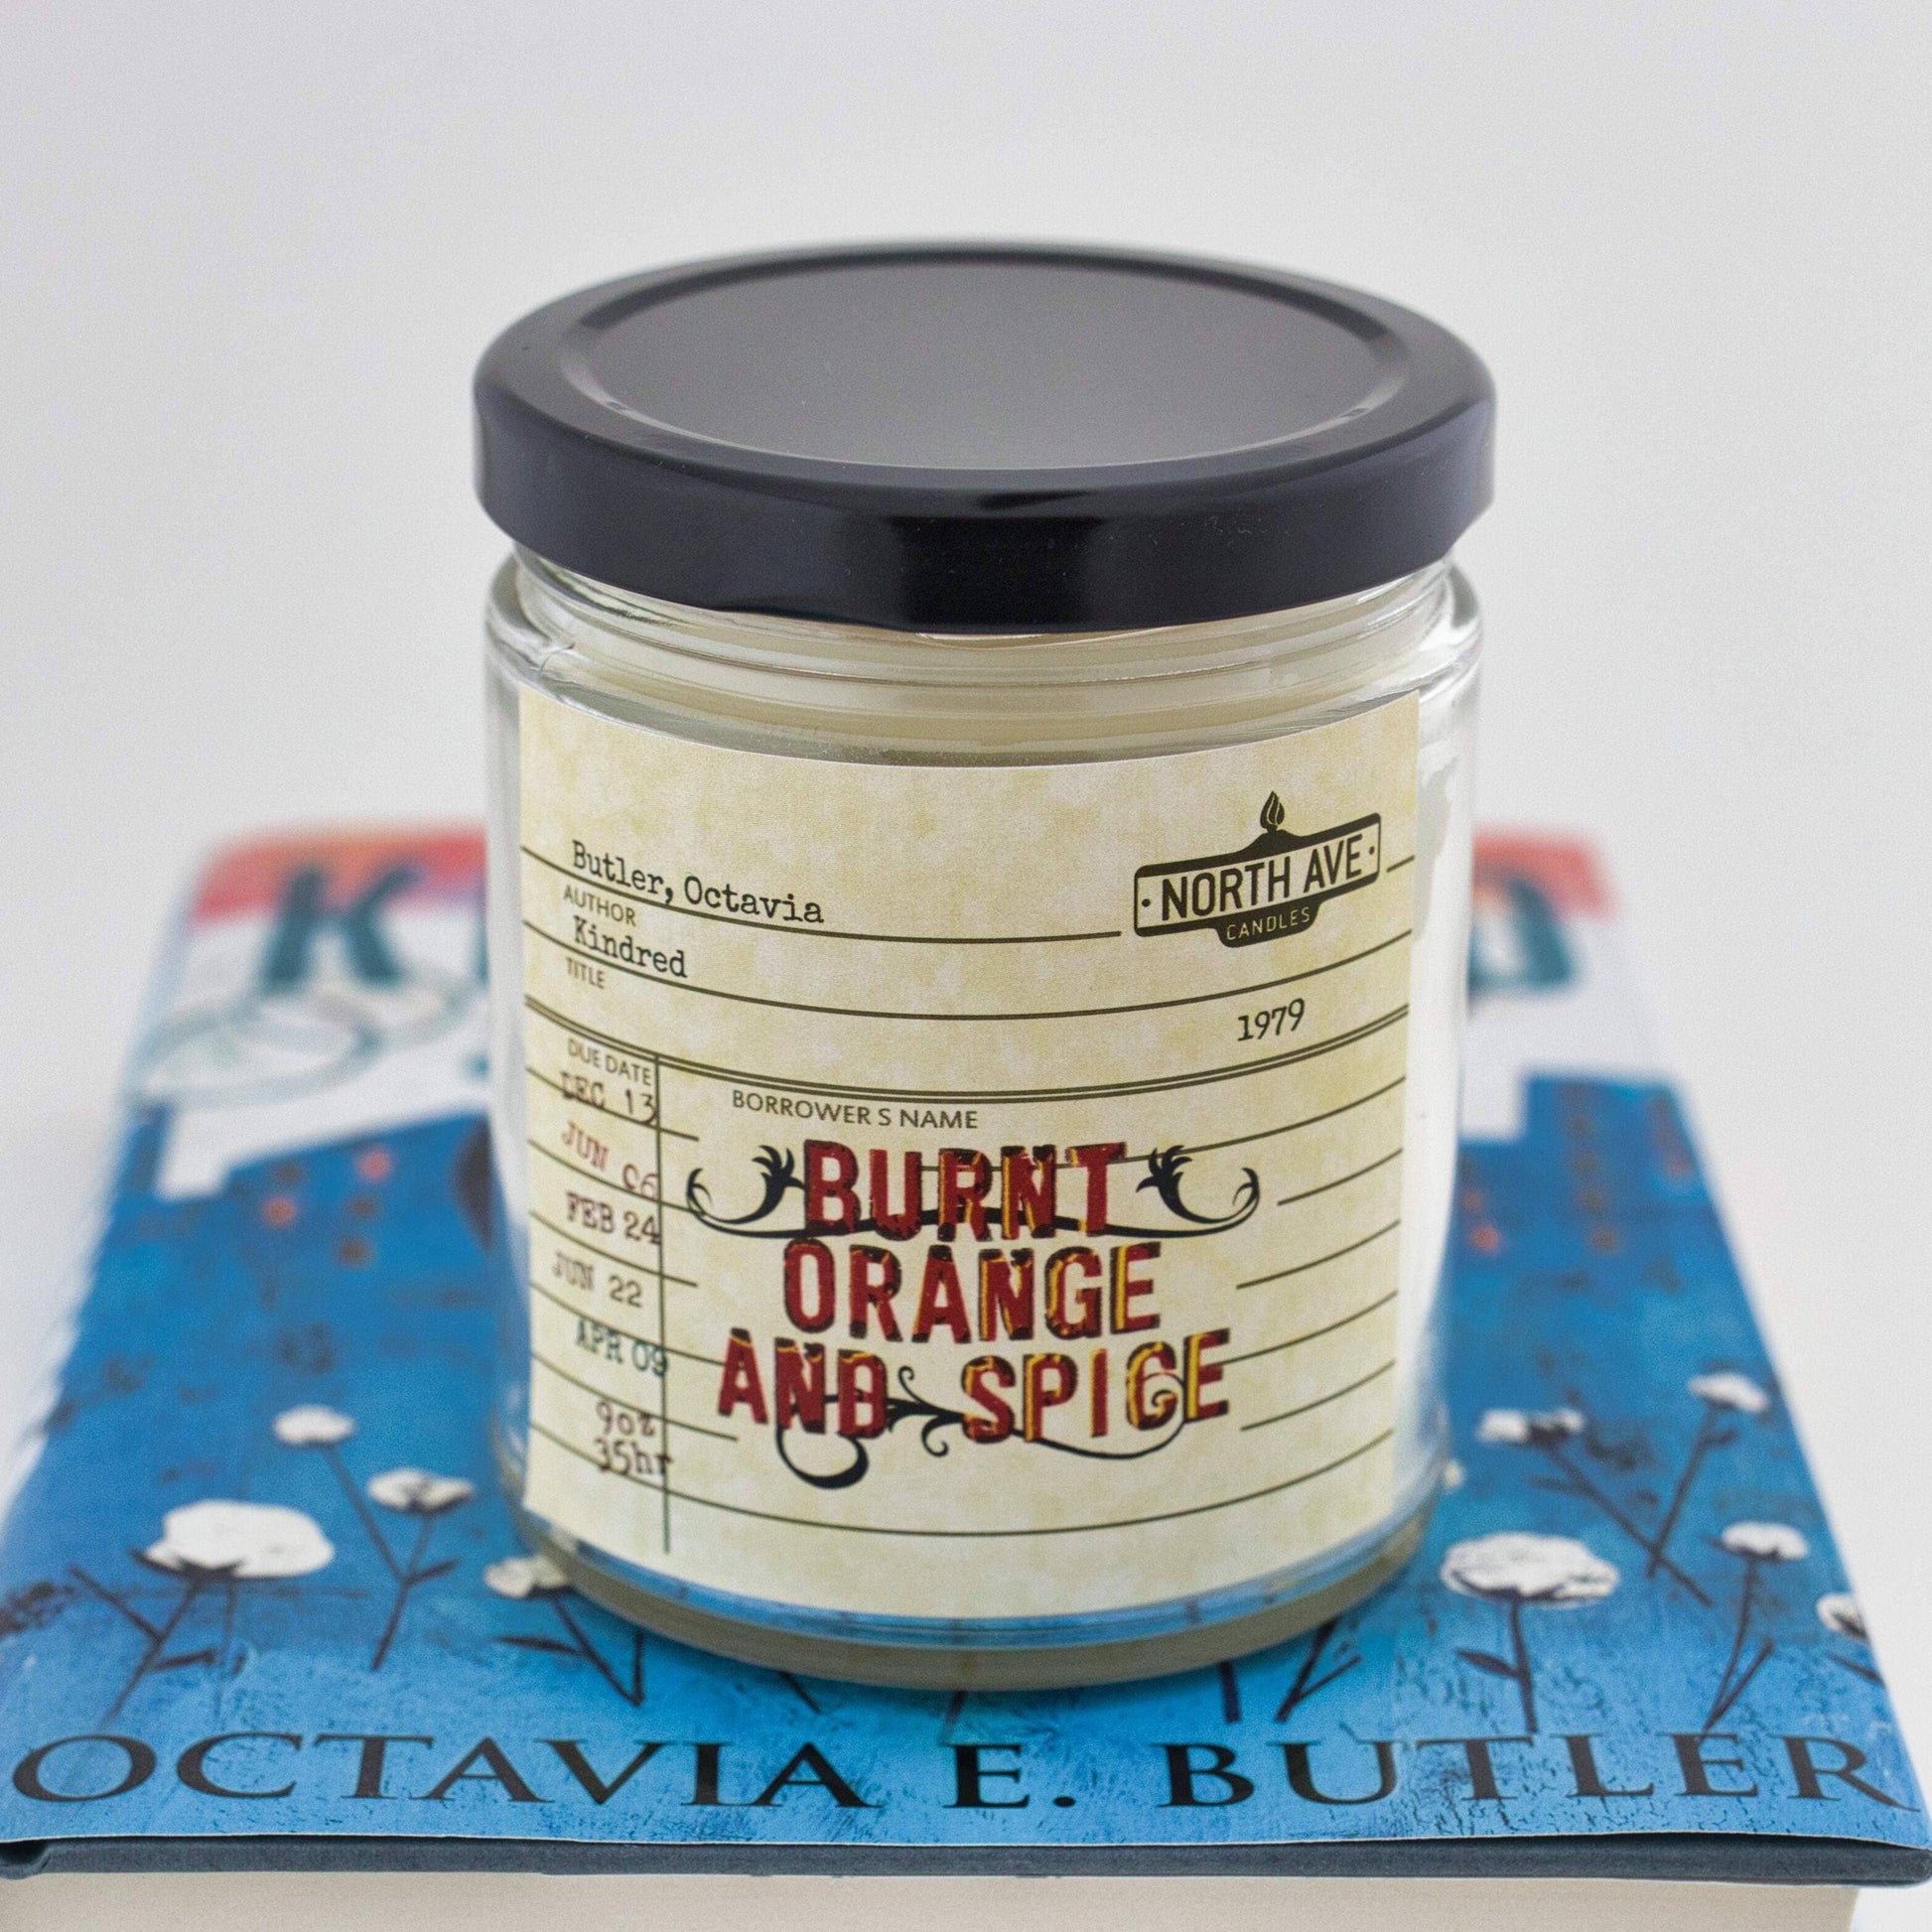 Butler, Octavia
AUTHOR
NORTH AVE
CANDLES
Kindred
TITLE
1979
DUE DATE
BORROWER S NAME
DEC 13
JUN 06
FEB 24
JUN 22
APR 09
9oz
35hr
BURNT
ORANGE
AND SPICE
OCTAVIA E. BUTLER